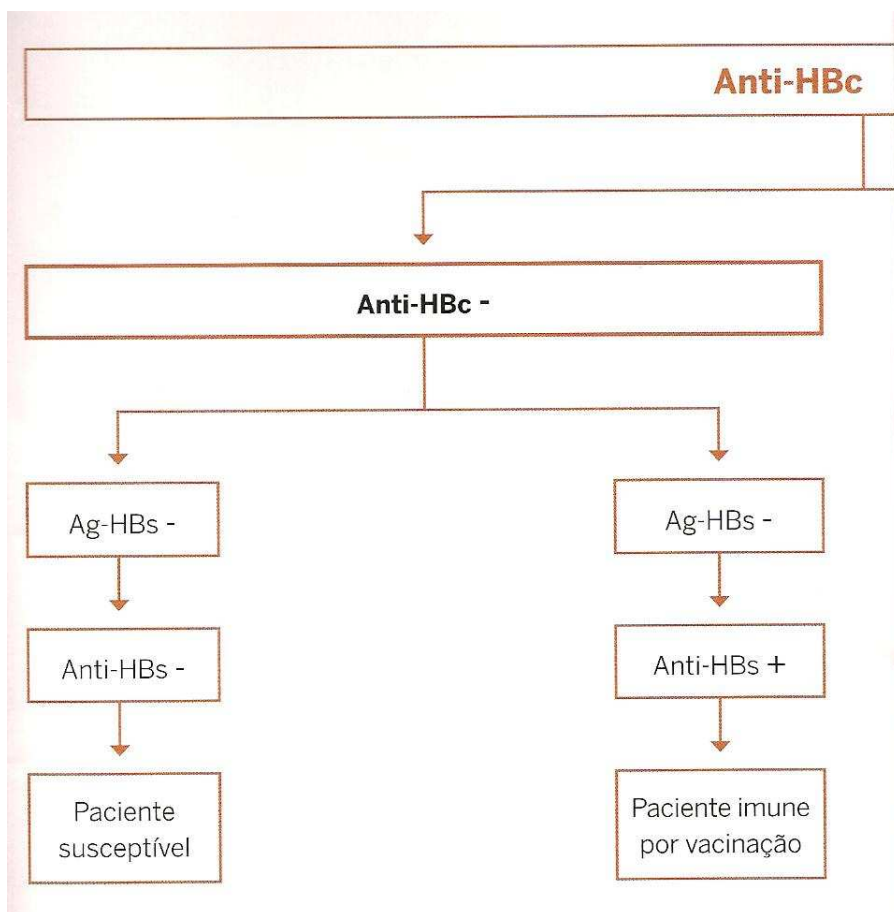 Anti-HBc
Anti-HBc -
Ag-HBs -
Ag-HBs -
Anti-HBs -
Anti-HBs +
Paciente
susceptível
Paciente imune
por vacinação